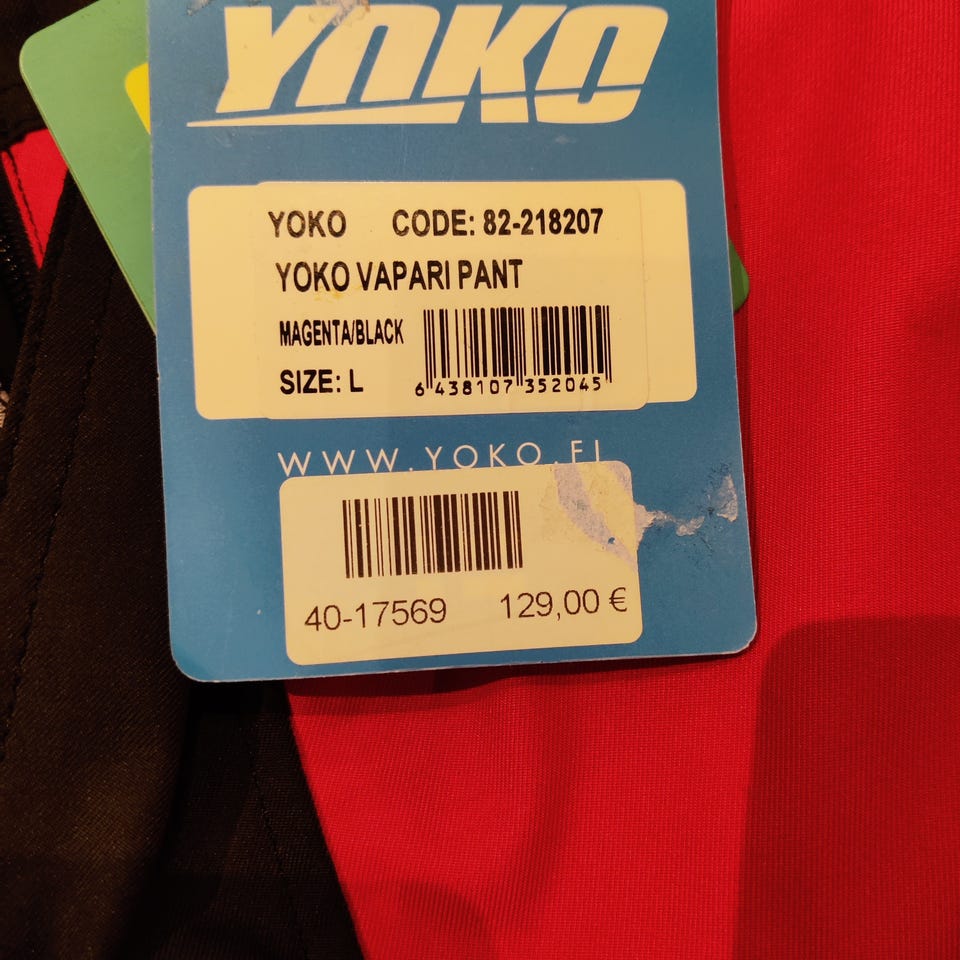 YOKO
YOKO CODE: 82-218207
YOKO VAPARI PANT
MAGENTA/BLACK
SIZE: L 6 438107 352045
WWW.YOKO.FI
40-17569 129,00 €